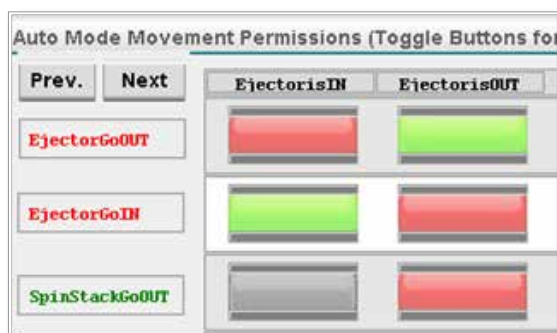 Auto Mode Movement Permissions (Toggle Buttons for
Prev. Next EjectorisIN EjectorisOUT
EjectorGoOUT
EjectorGoIN
SpinStackGoOUT